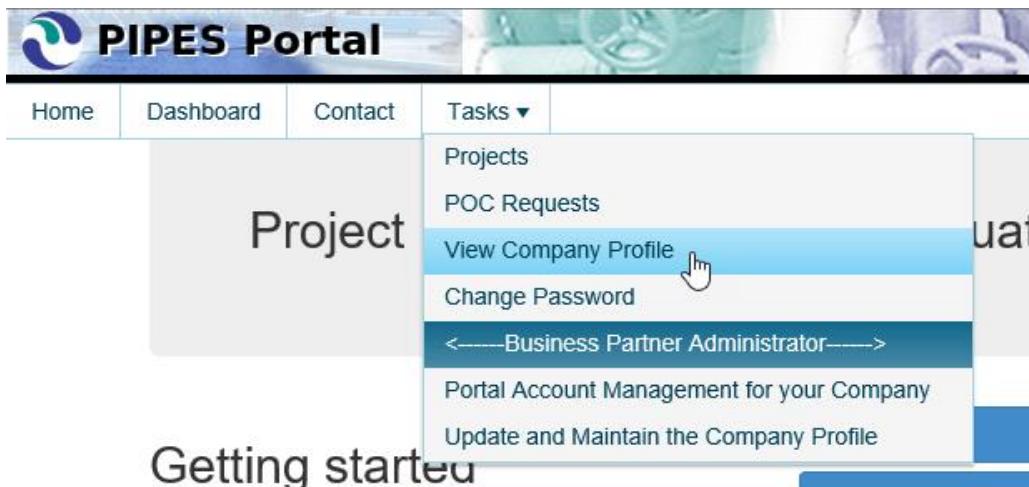 PIPES Portal
Home Dashboard Contact Tasks ▾
Projects
POC Requests
Project
View Company Profile
Change Password
<------Business Partner Administrator------>
Portal Account Management for your Company
Update and Maintain the Company Profile
Getting started